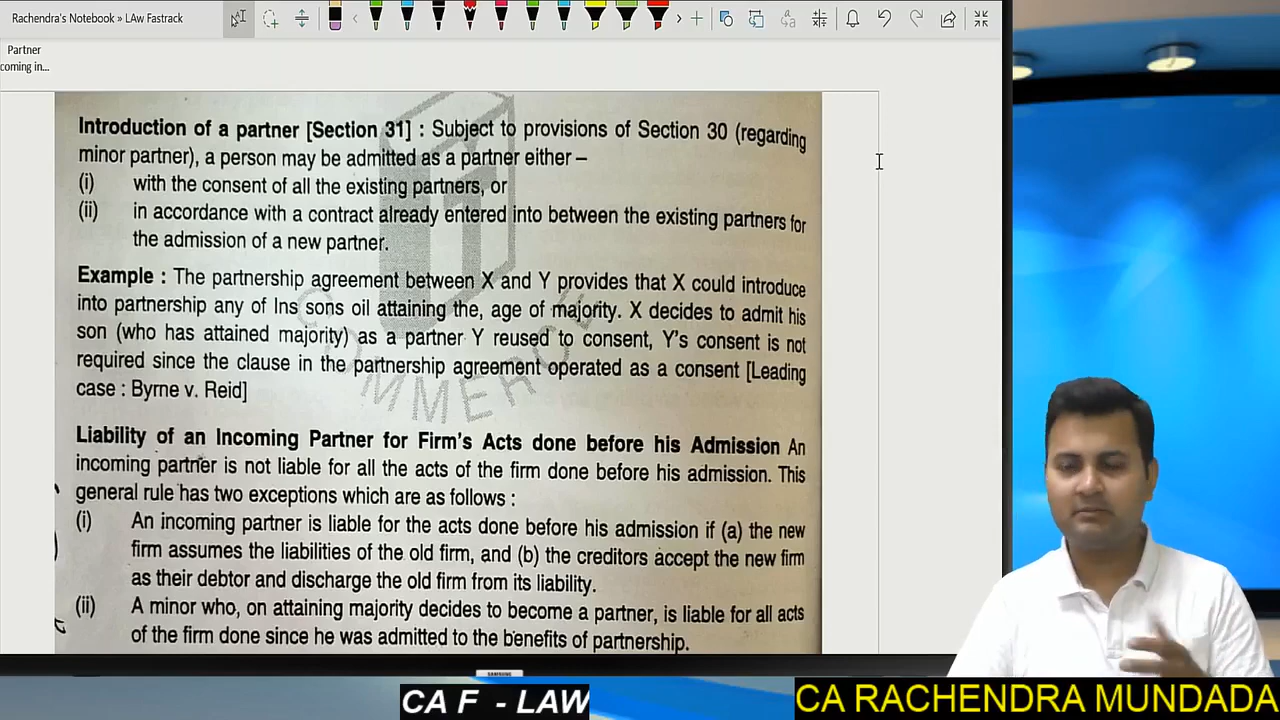 Rachendra's Notebook » LAw Fastrack
Partner
coming in...
Introduction of a partner [Section 31] : Subject to provisions of Section 30 (regarding
minor partner), a person may be admitted as a partner either –
(i) with the consent of all the existing partners, or
(ii) in accordance with a contract already entered into between the existing partners for
the admission of a new partner.
Example : The partnership agreement between X and Y provides that X could introduce
into partnership any of Ins sons oil attaining the, age of majority. X decides to admit his
son (who has attained majority) as a partner Y reused to consent, Y's consent is not
required since the clause in the partnership agreement operated as a consent [Leading
case : Byrne v. Reid]
COMMERCE
Liability of an Incoming Partner for Firm's Acts done before his Admission An
incoming partner is not liable for all the acts of the firm done before his admission. This
general rule has two exceptions which are as follows :
(i) An incoming partner is liable for the acts done before his admission if (a) the new
firm assumes the liabilities of the old firm, and (b) the creditors accept the new firm
as their debtor and discharge the old firm from its liability.
(ii) A minor who, on attaining majority decides to become a partner, is liable for all acts
of the firm done since he was admitted to the benefits of partnership.
SAMSUNG
CA F - LAW
CA RACHENDRA MUNDADA